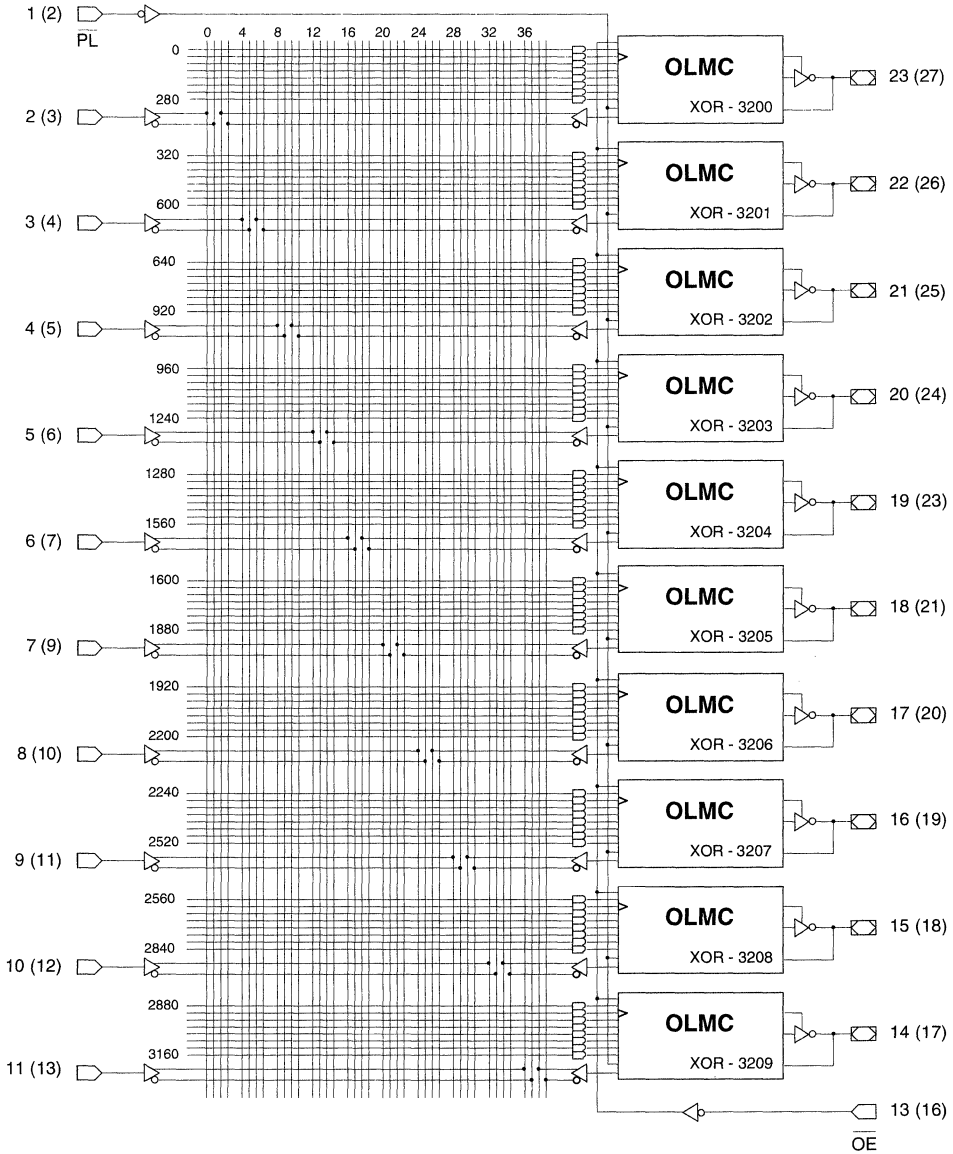 1 (2)
PL
0 4 8 12 16 20 24 28 32 36
0
OLMC
23 (27)
280
XOR - 3200
2 (3)
320
OLMC
22 (26)
600
XOR - 3201
3 (4)
640
OLMC
21 (25)
920
XOR - 3202
4 (5)
960
OLMC
20 (24)
1240
XOR - 3203
5 (6)
1280
OLMC
19 (23)
1560
XOR - 3204
6 (7)
1600
OLMC
18 (21)
1880
XOR - 3205
7 (9)
1920
OLMC
17 (20)
2200
XOR - 3206
8 (10)
2240
OLMC
16 (19)
2520
XOR - 3207
9 (11)
2560
OLMC
15 (18)
2840
XOR - 3208
10 (12)
2880
OLMC
14 (17)
3160
XOR - 3209
11 (13)
13 (16)
OE